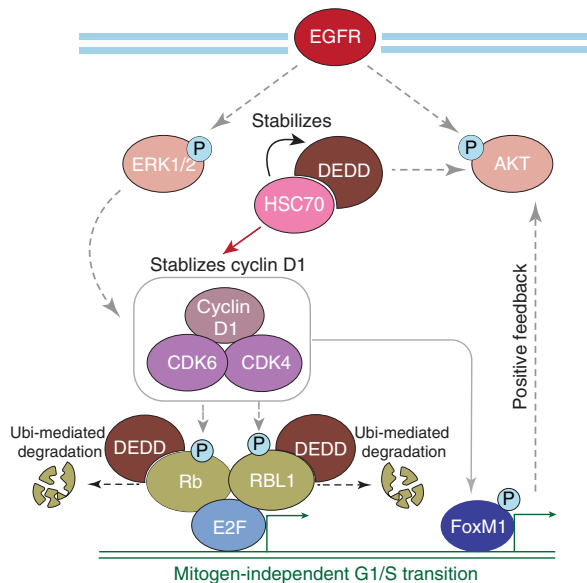 EGFR
Stabilizes
P
ERK1/2
DEDD
P
AKT
HSC70
Stablizes cyclin D1
Cyclin
D1
CDK6
CDK4
Positive feedback
Ubi-mediated
degradation
DEDD
P
P
DEDD
Ubi-mediated
degradation
Rb
RBL1
E2F
P
FoxM1
Mitogen-independent G1/S transition